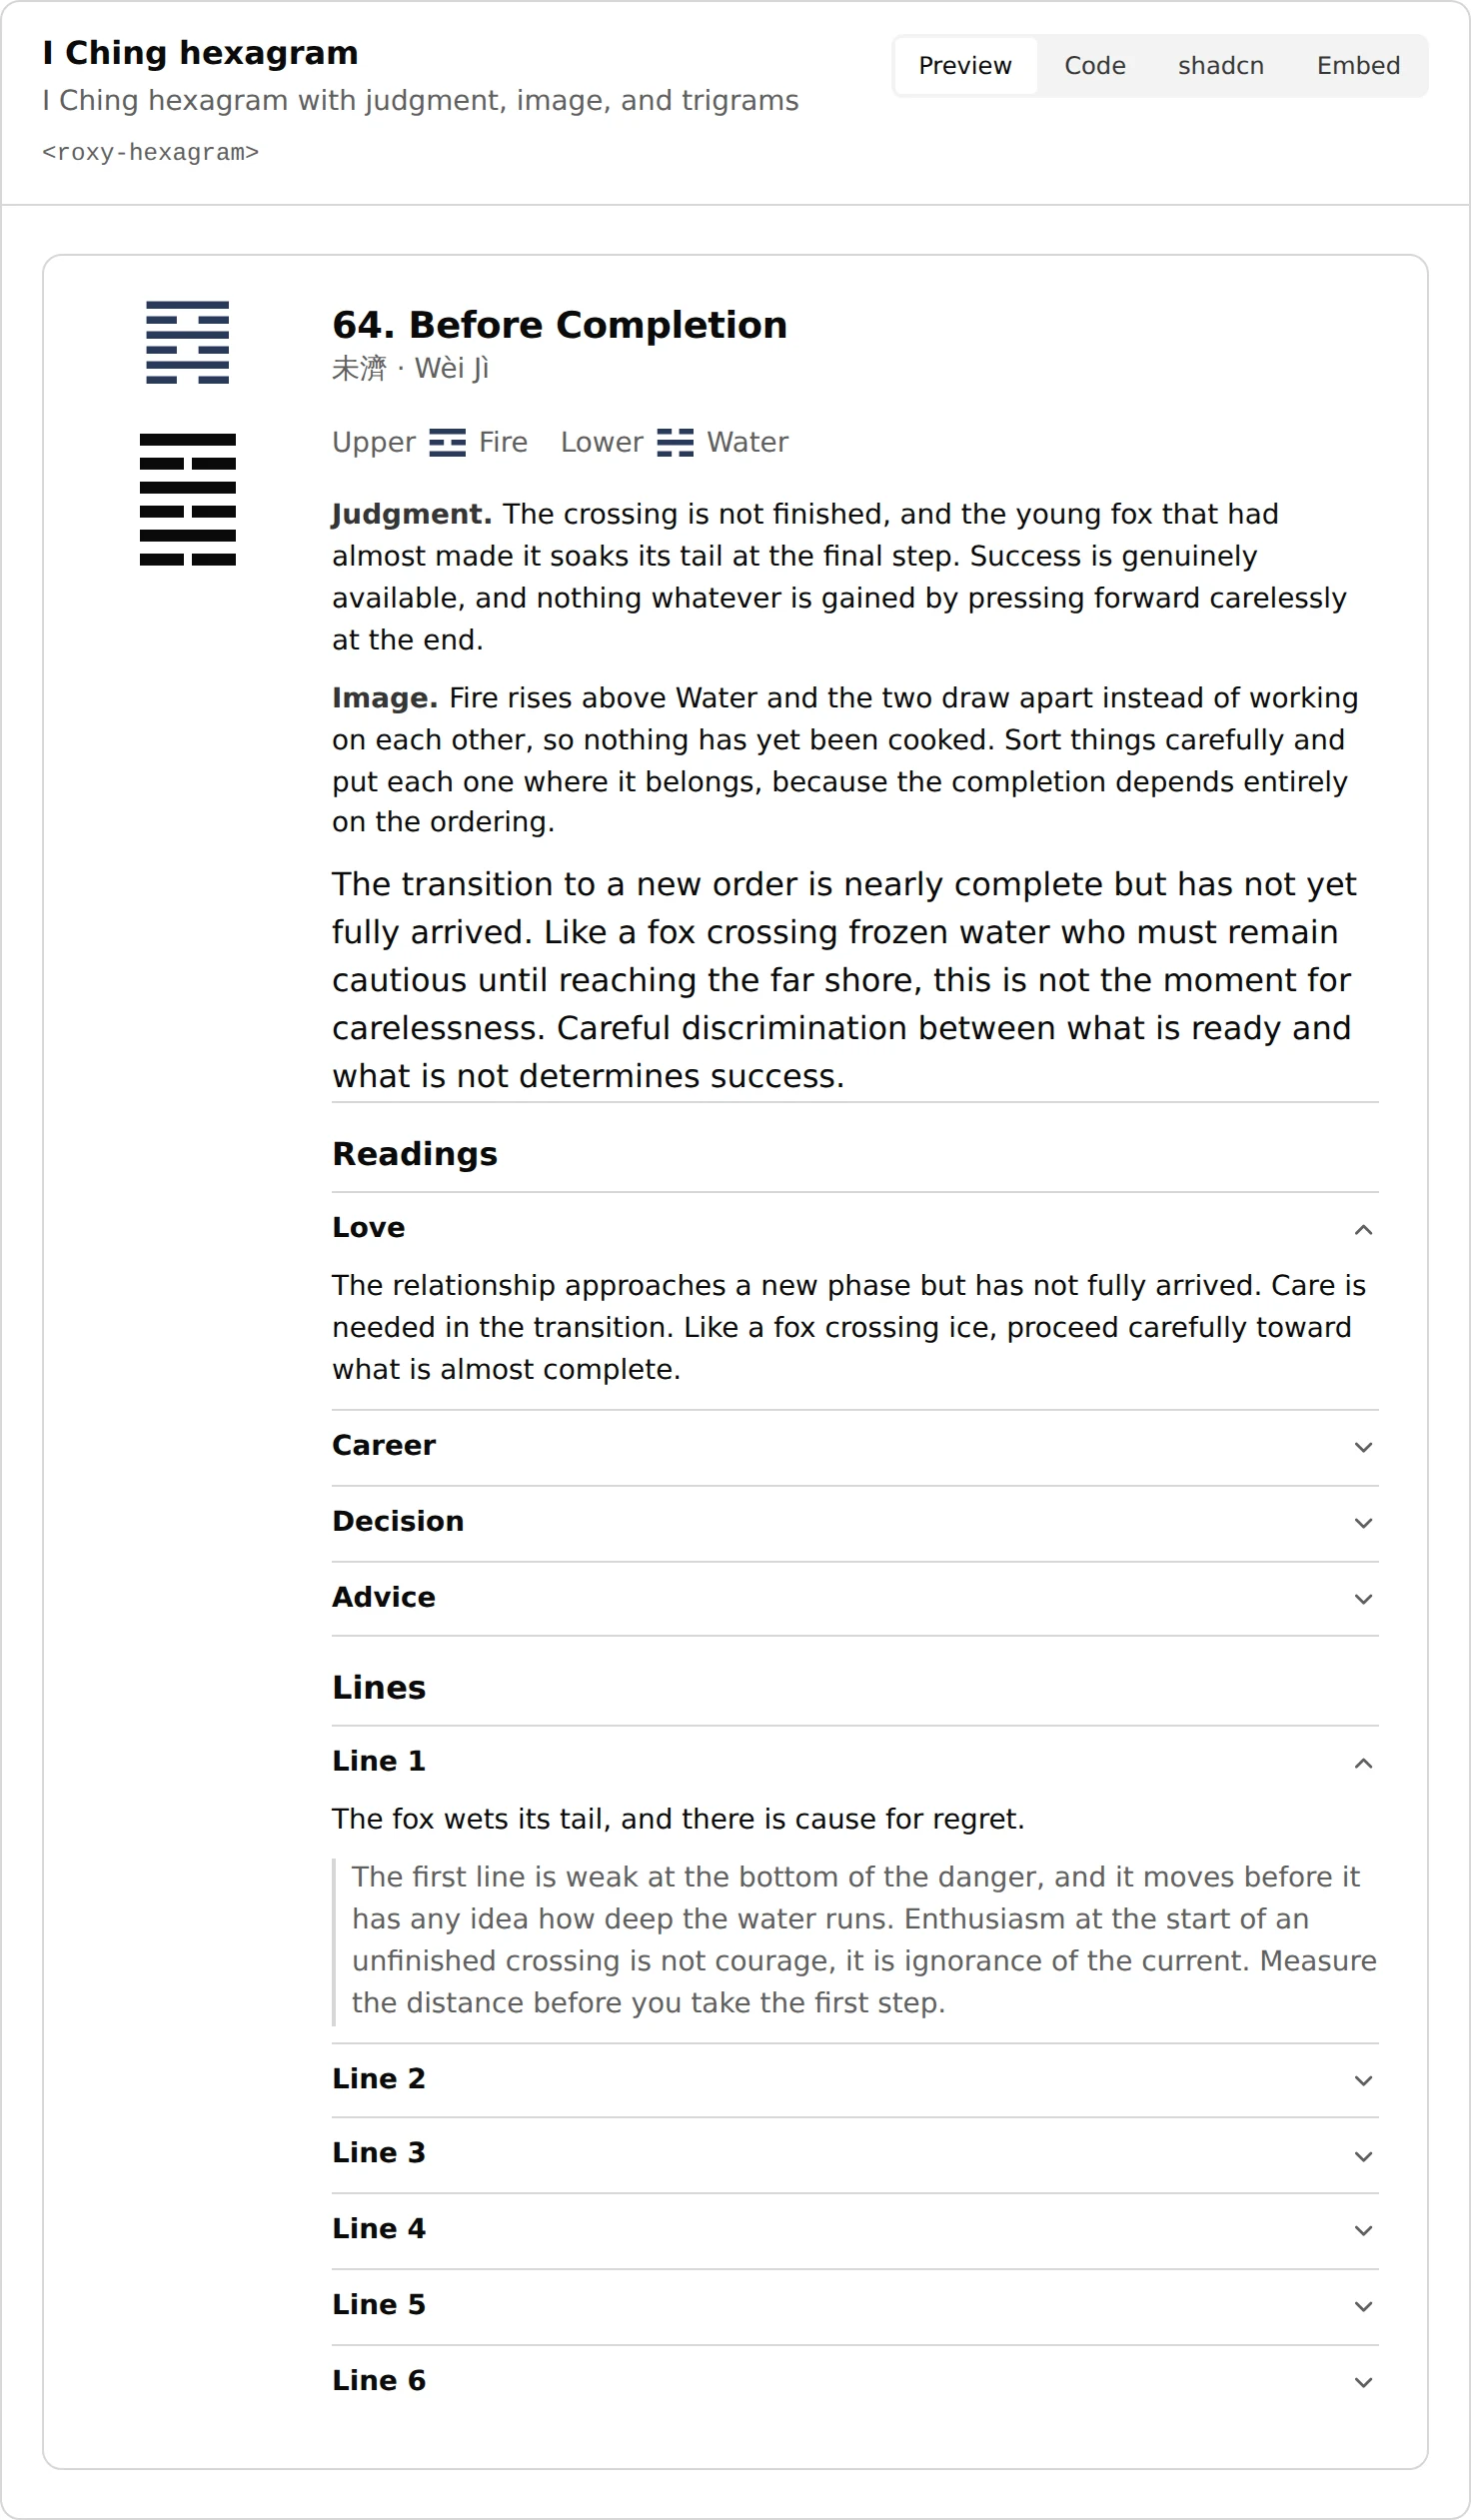 I Ching hexagram
I Ching hexagram with judgment, image, and trigrams
<roxy-hexagram>
Preview
Code
shadcn
Embed
64. Before Completion
未濟 · Wèi Jì
Upper Fire Lower Water
Judgment. The crossing is not finished, and the young fox that had
almost made it soaks its tail at the final step. Success is genuinely
available, and nothing whatever is gained by pressing forward carelessly
at the end.
Image. Fire rises above Water and the two draw apart instead of working
on each other, so nothing has yet been cooked. Sort things carefully and
put each one where it belongs, because the completion depends entirely
on the ordering.
The transition to a new order is nearly complete but has not yet
fully arrived. Like a fox crossing frozen water who must remain
cautious until reaching the far shore, this is not the moment for
carelessness. Careful discrimination between what is ready and
what is not determines success.
Readings
Love
The relationship approaches a new phase but has not fully arrived. Care is
needed in the transition. Like a fox crossing ice, proceed carefully toward
what is almost complete.
Career
Decision
Advice
Lines
Line 1
The fox wets its tail, and there is cause for regret.
The first line is weak at the bottom of the danger, and it moves before it
has any idea how deep the water runs. Enthusiasm at the start of an
unfinished crossing is not courage, it is ignorance of the current. Measure
the distance before you take the first step.
Line 2
Line 3
Line 4
Line 5
Line 6